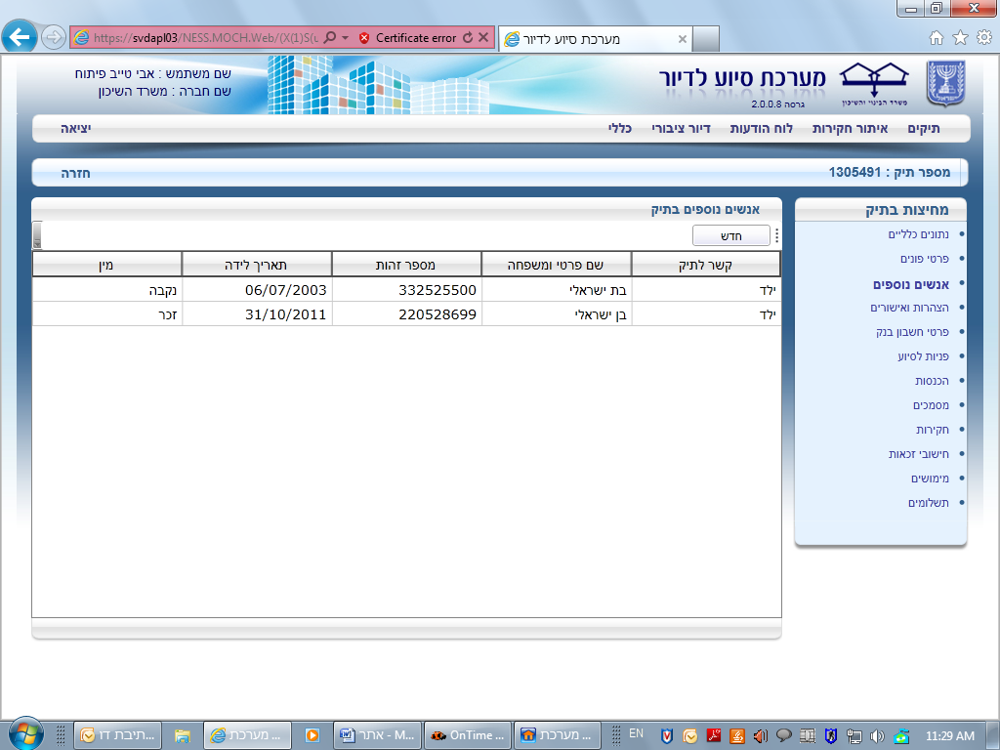 https://svdapl03/NESS.MOCH.Web/(X(1)S(u
Certificate error
מערכת סיוע לדיור
שם משתמש : אבי טייב פיתוח
שם חברה : משרד השיכון
מערכת סיוע לדיור
גרסה 2.0.0.8
משרד הבינוי והשיכון
תיקים
איתור חקירות
לוח הודעות
דיור ציבורי
כללי
יציאה
מספר תיק : 1305491
חזרה
מחיצות בתיק
נתונים כלליים
פרטי פונים
אנשים נוספים
הצהרות ואישורים
פרטי חשבון בנק
פניות לסיוע
הכנסות
מסמכים
חקירות
חישובי זכאות
מימושים
תשלומים
אנשים נוספים בתיק
חדש
קשר לתיק שם פרטי ומשפחה מספר זהות תאריך לידה מין
ילד בת ישראלי 332525500 06/07/2003 נקבה
ילד בן ישראלי 220528699 31/10/2011 זכר
תיבת דו...
מערכת ...
אתר - M...
OnTime ...
מערכת ...
EN
11:29 AM